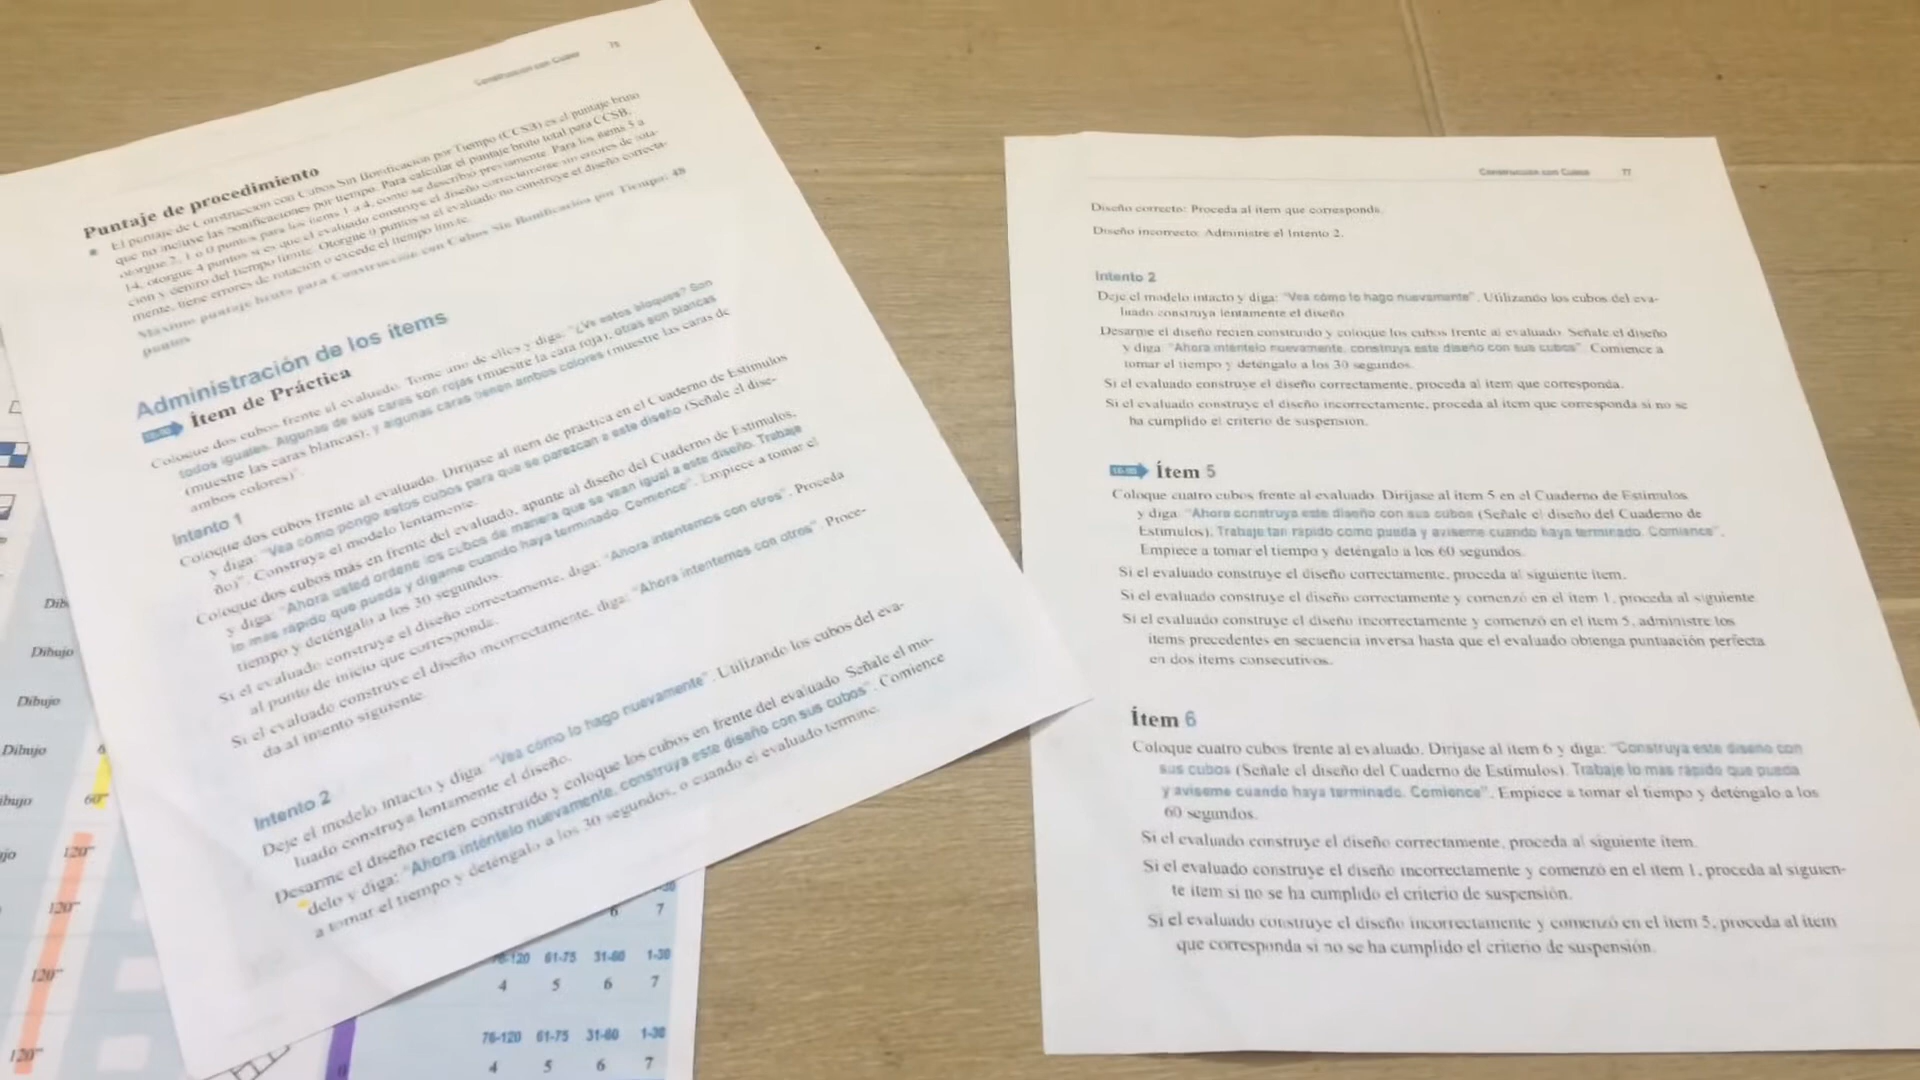 Construcción con Cubos 75
Puntaje de procedimiento
El puntaje de Construcción con Cubos Sin Bonificación por Tiempo (CCSB) es el puntaje bruto
que no incluye las bonificaciones por tiempo. Para calcular el puntaje bruto total para CCSB,
otorgue 2, 1 o 0 puntos para los ítems 1 a 4, como se describió previamente. Para los ítems 5 a
14, otorgue 4 puntos si es que el evaluado construye el diseño correctamente sin errores de rota-
ción y dentro del tiempo límite. Otorgue 0 puntos si el evaluado no construye el diseño correcta-
mente, tiene errores de rotación o excede el tiempo límite.
Máximo puntaje bruto para Construcción con Cubos Sin Bonificación por Tiempo: 48
puntos
Administración de los ítems
16-90 Ítem de Práctica
Coloque dos cubos frente al evaluado. Tome uno de ellos y diga: "¿Ve estos bloques? Son
todos iguales. Algunas de sus caras son rojas (muestre la cara roja), otras son blancas
(muestre las caras blancas), y algunas caras tienen ambos colores (muestre las caras de
ambos colores)".
Intento 1
Coloque dos cubos frente al evaluado. Diríjase al ítem de práctica en el Cuaderno de Estímulos
y diga: "Vea cómo pongo estos cubos para que se parezcan a este diseño (Señale el dise-
ño)". Construya el modelo lentamente.
Coloque dos cubos más en frente del evaluado, apunte al diseño del Cuaderno de Estímulos,
y diga: "Ahora usted ordene los cubos de manera que se vean igual a este diseño. Trabaje
lo más rápido que pueda y dígame cuando haya terminado. Comience". Empiece a tomar el
tiempo y deténgalo a los 30 segundos.
Si el evaluado construye el diseño correctamente, diga: "Ahora intentemos con otros". Proceda
al punto de inicio que corresponda.
Si el evaluado construye el diseño incorrectamente, diga: "Ahora intentemos con otros". Proce-
da al intento siguiente.
Intento 2
Deje el modelo intacto y diga: "Vea cómo lo hago nuevamente". Utilizando los cubos del eva-
luado construya lentamente el diseño.
Desarme el diseño recién construido y coloque los cubos en frente del evaluado. Señale el mo-
delo y diga: "Ahora inténtelo nuevamente, construya este diseño con sus cubos". Comience
a tomar el tiempo y deténgalo a los 30 segundos, o cuando el evaluado termine.
Construcción con Cubos 77
Diseño correcto: Proceda al ítem que corresponda.
Diseño incorrecto: Administre el Intento 2.
Intento 2
Deje el modelo intacto y diga: "Vea cómo lo hago nuevamente". Utilizando los cubos del eva-
luado construya lentamente el diseño.
Desarme el diseño recién construido y coloque los cubos frente al evaluado. Señale el diseño
y diga: "Ahora inténtelo nuevamente, construya este diseño con sus cubos". Comience a
tomar el tiempo y deténgalo a los 30 segundos.
Si el evaluado construye el diseño correctamente, proceda al ítem que corresponda.
Si el evaluado construye el diseño incorrectamente, proceda al ítem que corresponda si no se
ha cumplido el criterio de suspensión.
16-90 Ítem 5
Coloque cuatro cubos frente al evaluado. Diríjase al ítem 5 en el Cuaderno de Estímulos
y diga: "Ahora construya este diseño con sus cubos (Señale el diseño del Cuaderno de
Estímulos). Trabaje tan rápido como pueda y avíseme cuando haya terminado. Comience".
Empiece a tomar el tiempo y deténgalo a los 60 segundos.
Si el evaluado construye el diseño correctamente, proceda al siguiente ítem.
Si el evaluado construye el diseño correctamente y comenzó en el ítem 1, proceda al siguiente
Si el evaluado construye el diseño incorrectamente y comenzó en el ítem 5, administre los
ítems precedentes en secuencia inversa hasta que el evaluado obtenga puntuación perfecta
en dos ítems consecutivos.
Ítem 6
Coloque cuatro cubos frente al evaluado. Diríjase al ítem 6 y diga: "Construya este diseño con
sus cubos (Señale el diseño del Cuaderno de Estímulos). Trabaje lo más rápido que pueda
y avíseme cuando haya terminado. Comience". Empiece a tomar el tiempo y deténgalo a los
60 segundos.
Si el evaluado construye el diseño correctamente, proceda al siguiente ítem.
Si el evaluado construye el diseño incorrectamente y comenzó en el ítem 1, proceda al siguien-
te ítem si no se ha cumplido el criterio de suspensión.
Si el evaluado construye el diseño incorrectamente y comenzó en el ítem 5, proceda al ítem
que corresponda si no se ha cumplido el criterio de suspensión.
Dibujo
Dibujo
Dibujo
60"
120"
120"
120"
120"
6 7
76-120 61-75 31-60 1-30
4 5 6 7
76-120 61-75 31-60 1-30
4 5 6 7